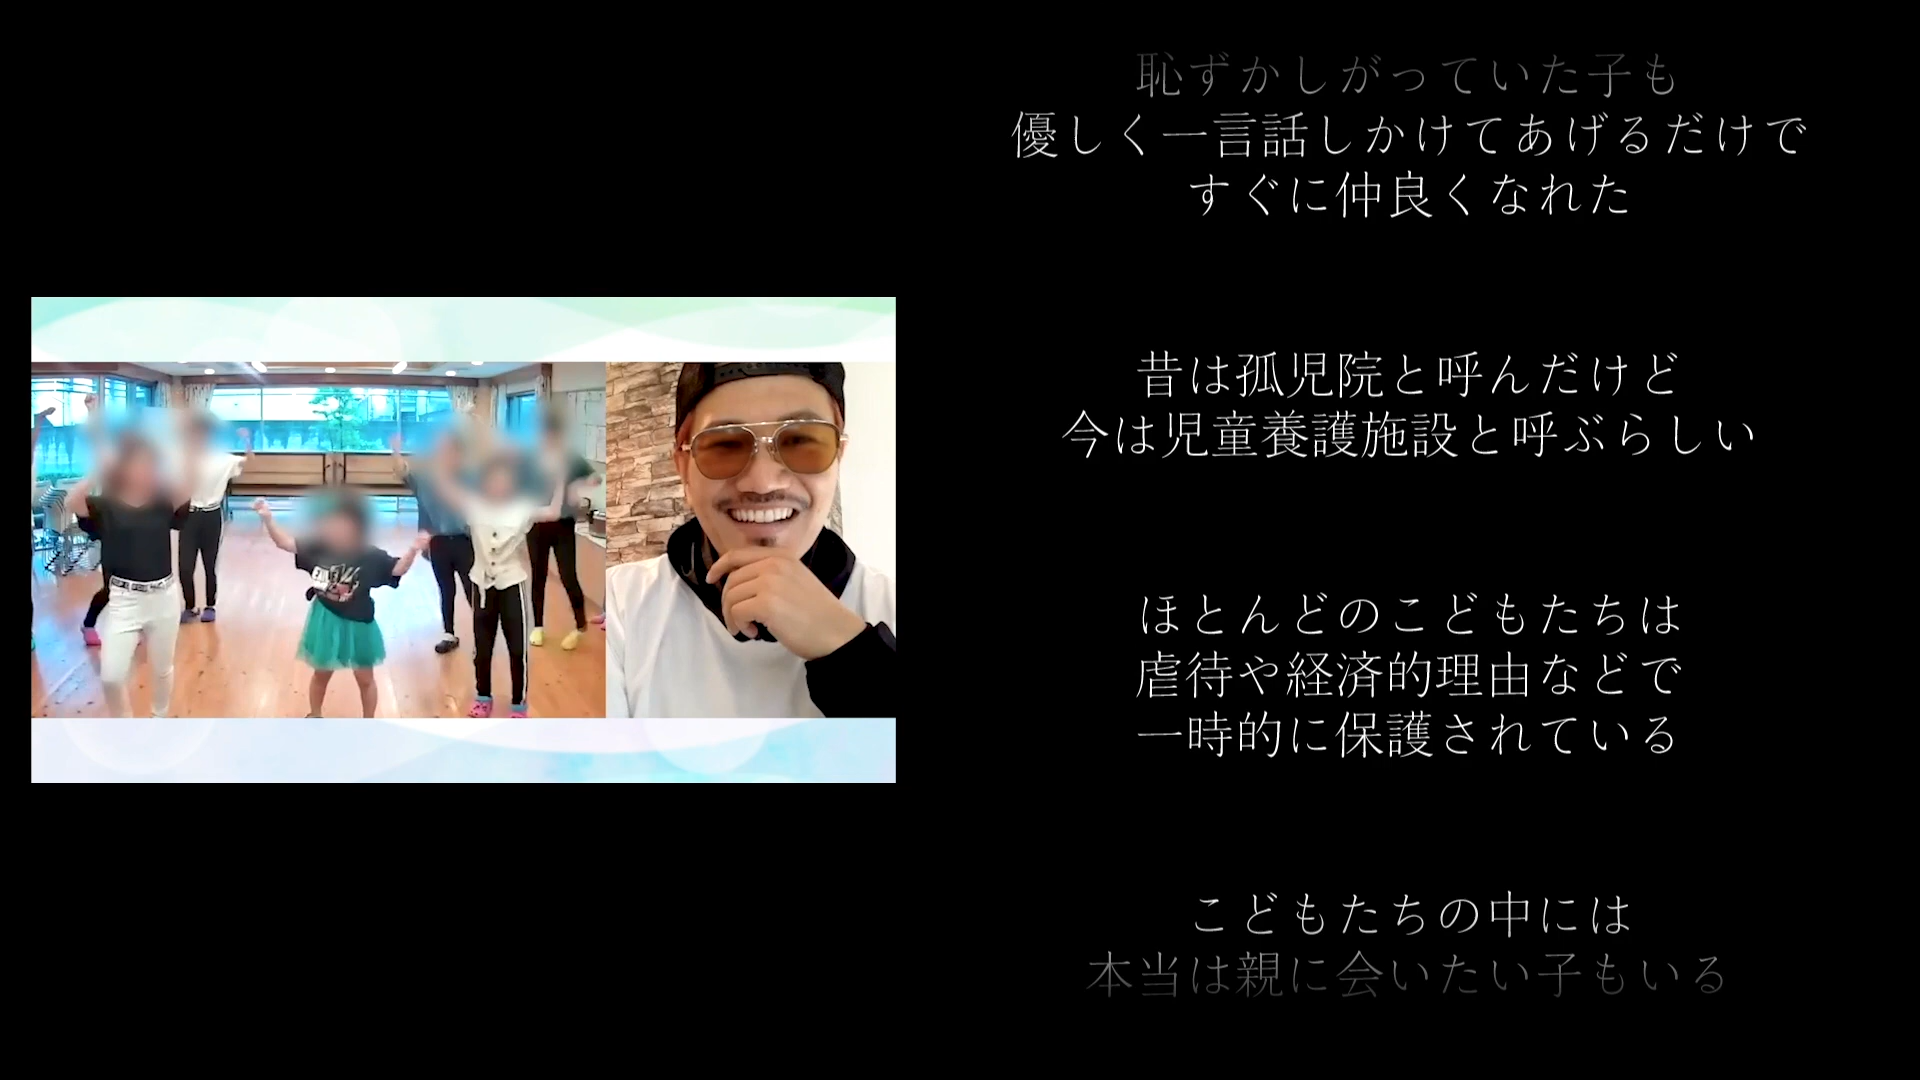 恥ずかしがっていた子も
優しく一言話しかけてあげるだけで
すぐに仲良くなれた
昔は孤児院と呼んだけど
今は児童養護施設と呼ぶらしい
ほとんどのこどもたちは
虐待や経済的理由などで
一時的に保護されている
こどもたちの中には
本当は親に会いたい子もいる